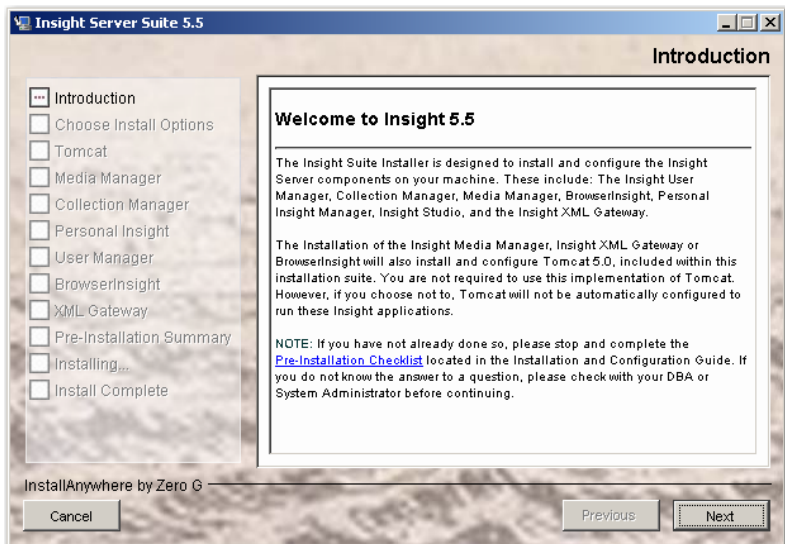 Insight Server Suite 5.5
Introduction
Introduction
Choose Install Options
Tomcat
Media Manager
Collection Manager
Personal Insight
User Manager
BrowserInsight
XML Gateway
Pre-Installation Summary
Installing...
Install Complete
Welcome to Insight 5.5
The Insight Suite Installer is designed to install and configure the Insight
Server components on your machine. These include: The Insight User
Manager, Collection Manager, Media Manager, BrowserInsight, Personal
Insight Manager, Insight Studio, and the Insight XML Gateway.
The Installation of the Insight Media Manager, Insight XML Gateway or
BrowserInsight will also install and configure Tomcat 5.0, included within this
installation suite. You are not required to use this implementation of Tomcat.
However, if you choose not to, Tomcat will not be automatically configured to
run these Insight applications.
NOTE: If you have not already done so, please stop and complete the
Pre-Installation Checklist located in the Installation and Configuration Guide. If
you do not know the answer to a question, please check with your DBA or
System Administrator before continuing.
InstallAnywhere by Zero G
Cancel
Previous
Next